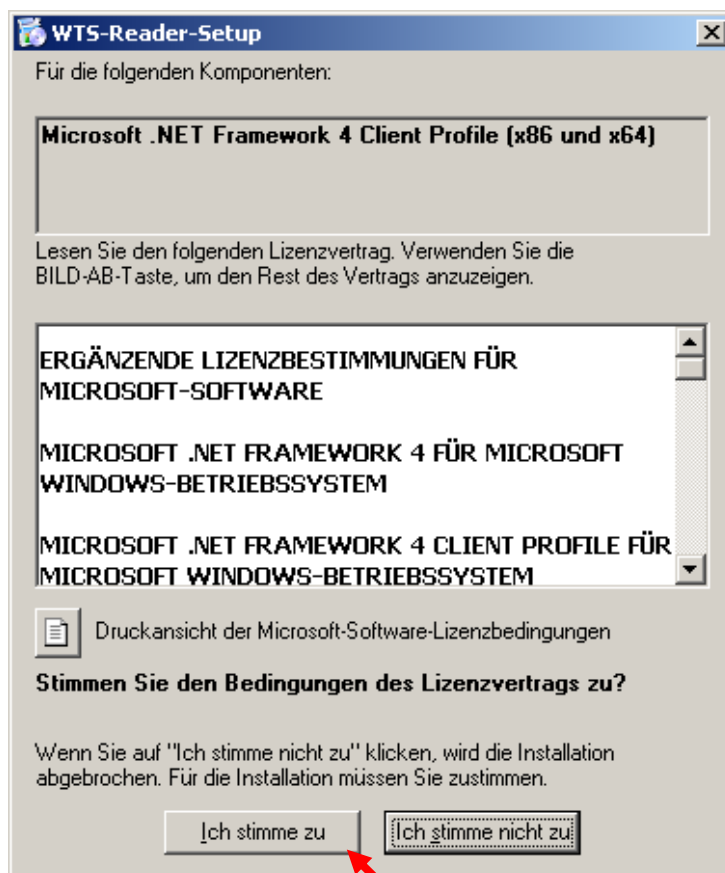 WTS-Reader-Setup
Für die folgenden Komponenten:
Microsoft .NET Framework 4 Client Profile (x86 und x64)
Lesen Sie den folgenden Lizenzvertrag. Verwenden Sie die
BILD-AB-Taste, um den Rest des Vertrags anzuzeigen.
ERGÄNZENDE LIZENZBESTIMMUNGEN FÜR
MICROSOFT-SOFTWARE
MICROSOFT .NET FRAMEWORK 4 FÜR MICROSOFT
WINDOWS-BETRIEBSSYSTEM
MICROSOFT .NET FRAMEWORK 4 CLIENT PROFILE FÜR
MICROSOFT WINDOWS-BETRIEBSSYSTEM
Druckansicht der Microsoft-Software-Lizenzbedingungen
Stimmen Sie den Bedingungen des Lizenzvertrags zu?
Wenn Sie auf "Ich stimme nicht zu" klicken, wird die Installation
abgebrochen. Für die Installation müssen Sie zustimmen.
Ich stimme zu Ich stimme nicht zu